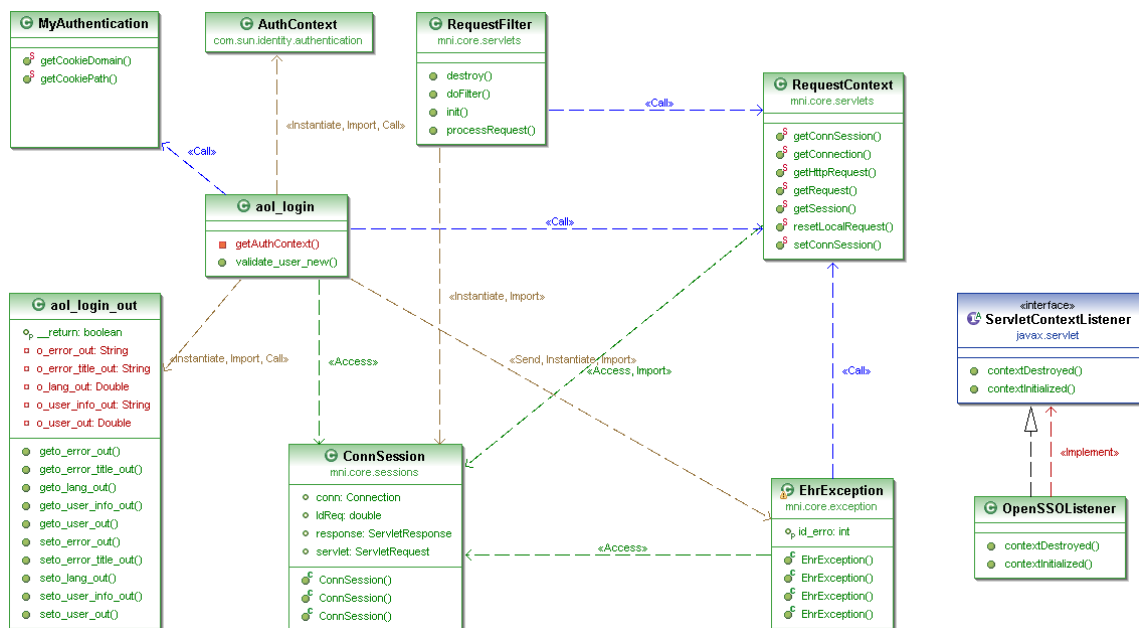 MyAuthentication
getCookieDomain()
getCookiePath()
AuthContext
com.sun.identity.authentication
RequestFilter
mni.core.servlets
destroy()
doFilter()
init()
processRequest()
RequestContext
mni.core.servlets
getConnSession()
getConnection()
getHttpRequest()
getRequest()
getSession()
resetLocalRequest()
setConnSession()
«Call»
«Instantiate, Import, Call»
«Call»
aol_login
getAuthContext()
validate_user_new()
«Call»
aol_login_out
__return: boolean
o_error_out: String
o_error_title_out: String
o_lang_out: Double
o_user_info_out: String
o_user_out: Double
geto_error_out()
geto_error_title_out()
geto_lang_out()
geto_user_info_out()
geto_user_out()
seto_error_out()
seto_error_title_out()
seto_lang_out()
seto_user_info_out()
seto_user_out()
«Instantiate, Import, Call»
«Access»
«Instantiate, Import»
«Send, Instantiate, Import»
«Access, Import»
«Call»
«interface»
ServletContextListener
javax.servlet
contextDestroyed()
contextInitialized()
«Implement»
ConnSession
mni.core.sessions
conn: Connection
IdReq: double
response: ServletResponse
servlet: ServletRequest
ConnSession()
ConnSession()
ConnSession()
«Access»
EhrException
mni.core.exception
id_erro: int
EhrException()
EhrException()
EhrException()
EhrException()
OpenSSOListener
contextDestroyed()
contextInitialized()